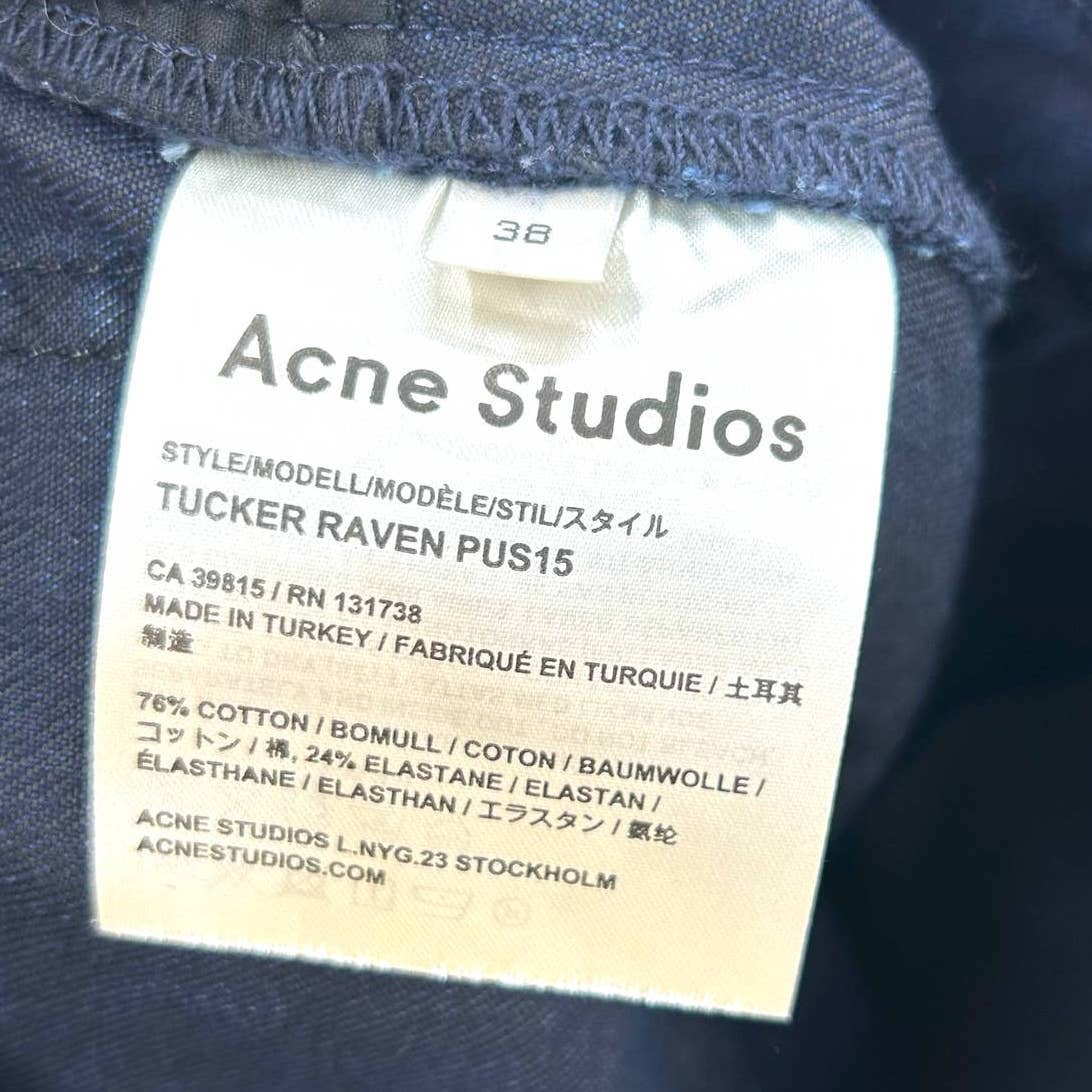 38
Acne Studios
STYLE/MODELL/MODÈLE/STIL/スタイル
TUCKER RAVEN PUS15
CA 39815 / RN 131738
MADE IN TURKEY / FABRIQUÉ EN TURQUIE / 土耳其
制造
76% COTTON / BOMULL / COTON / BAUMWOLLE /
コットン / 棉, 24% ELASTANE / ELASTAN /
ÉLASTHANE / ELASTHAN / エラスタン / 氨纶
ACNE STUDIOS L.NYG.23 STOCKHOLM
ACNESTUDIOS.COM